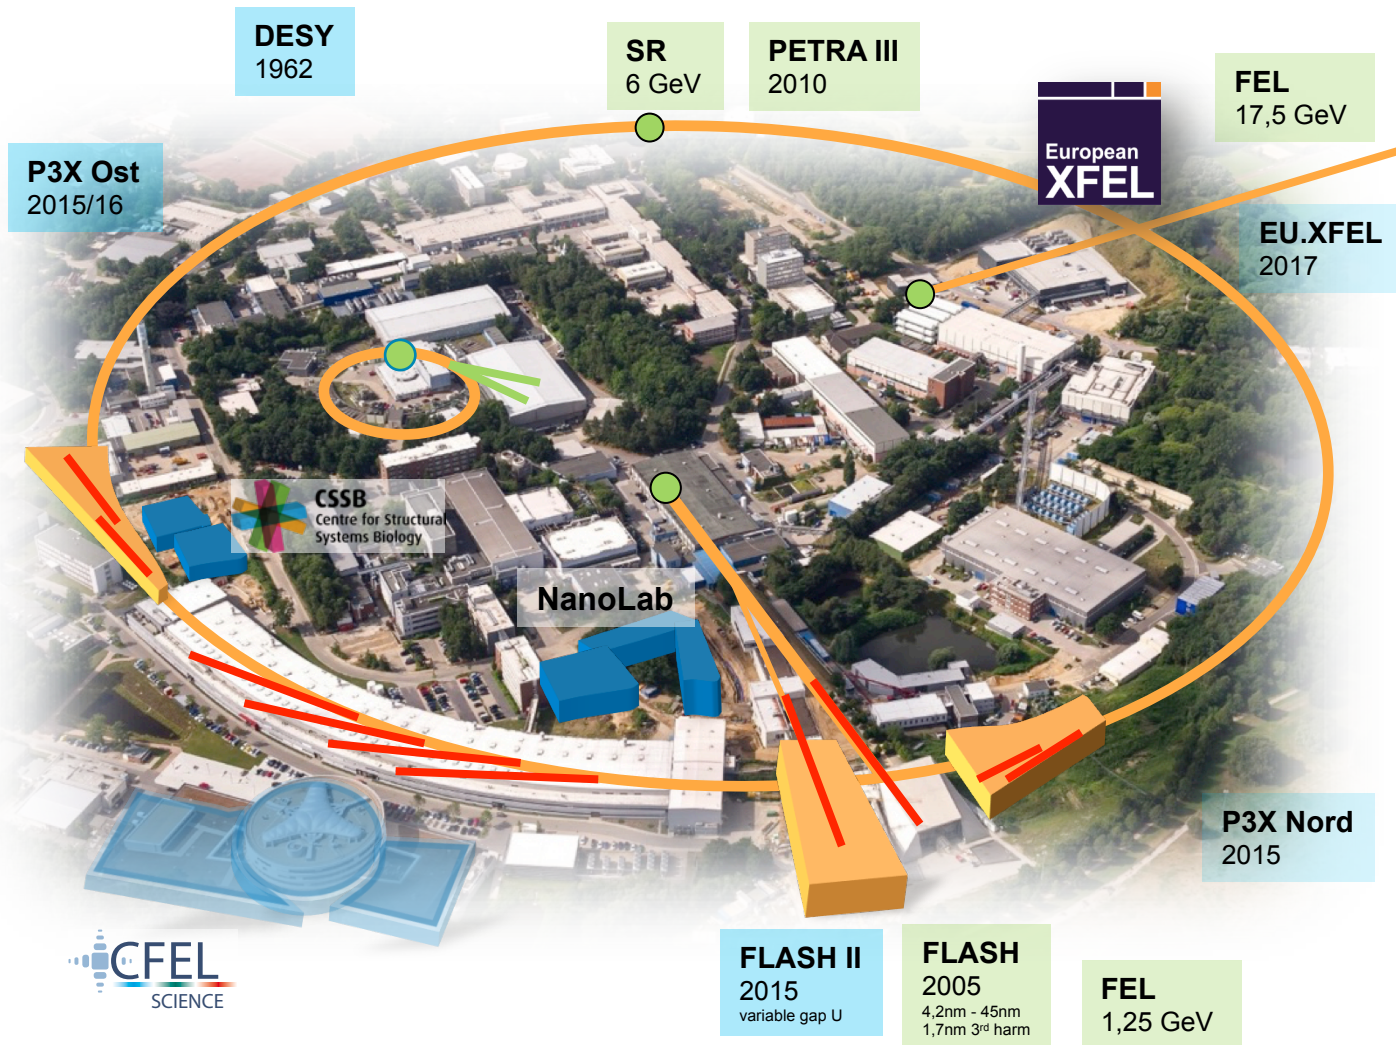 DESY
1962
SR
6 GeV
PETRA III
2010
FEL
17,5 GeV
European
XFEL
P3X Ost
2015/16
EU.XFEL
2017
CSSB
Centre for Structural
Systems Biology
NanoLab
P3X Nord
2015
CFEL
SCIENCE
FLASH II
2015
variable gap U
FLASH
2005
4,2nm - 45nm
1,7nm 3rd harm
FEL
1,25 GeV